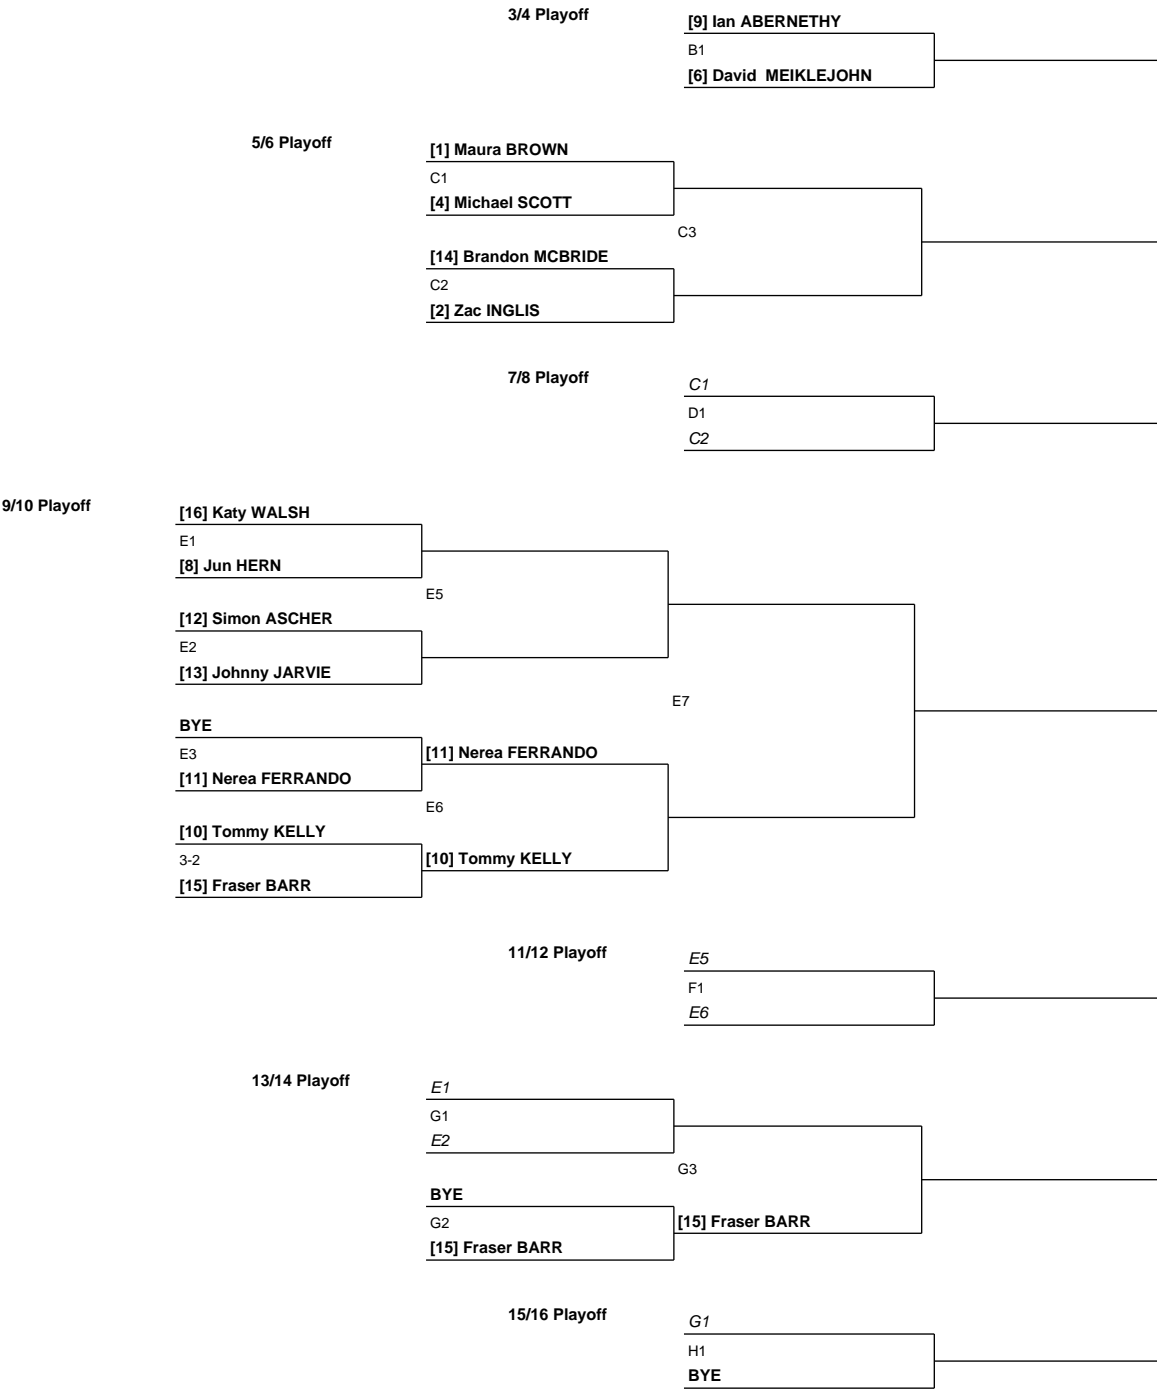 3/4 Playoff
[9] Ian ABERNETHY
B1
[6] David  MEIKLEJOHN
5/6 Playoff
[1] Maura BROWN
C1
[4] Michael SCOTT
C3
[14] Brandon MCBRIDE
C2
[2] Zac INGLIS
7/8 Playoff
C1
D1
C2
9/10 Playoff
[16] Katy WALSH
E1
[8] Jun HERN
E5
[12] Simon ASCHER
E2
[13] Johnny JARVIE
E7
BYE
E3
[11] Nerea FERRANDO
[11] Nerea FERRANDO
E6
[10] Tommy KELLY
3-2
[10] Tommy KELLY
[15] Fraser BARR
11/12 Playoff
E5
F1
E6
13/14 Playoff
E1
G1
E2
G3
BYE
G2
[15] Fraser BARR
[15] Fraser BARR
15/16 Playoff
G1
H1
BYE